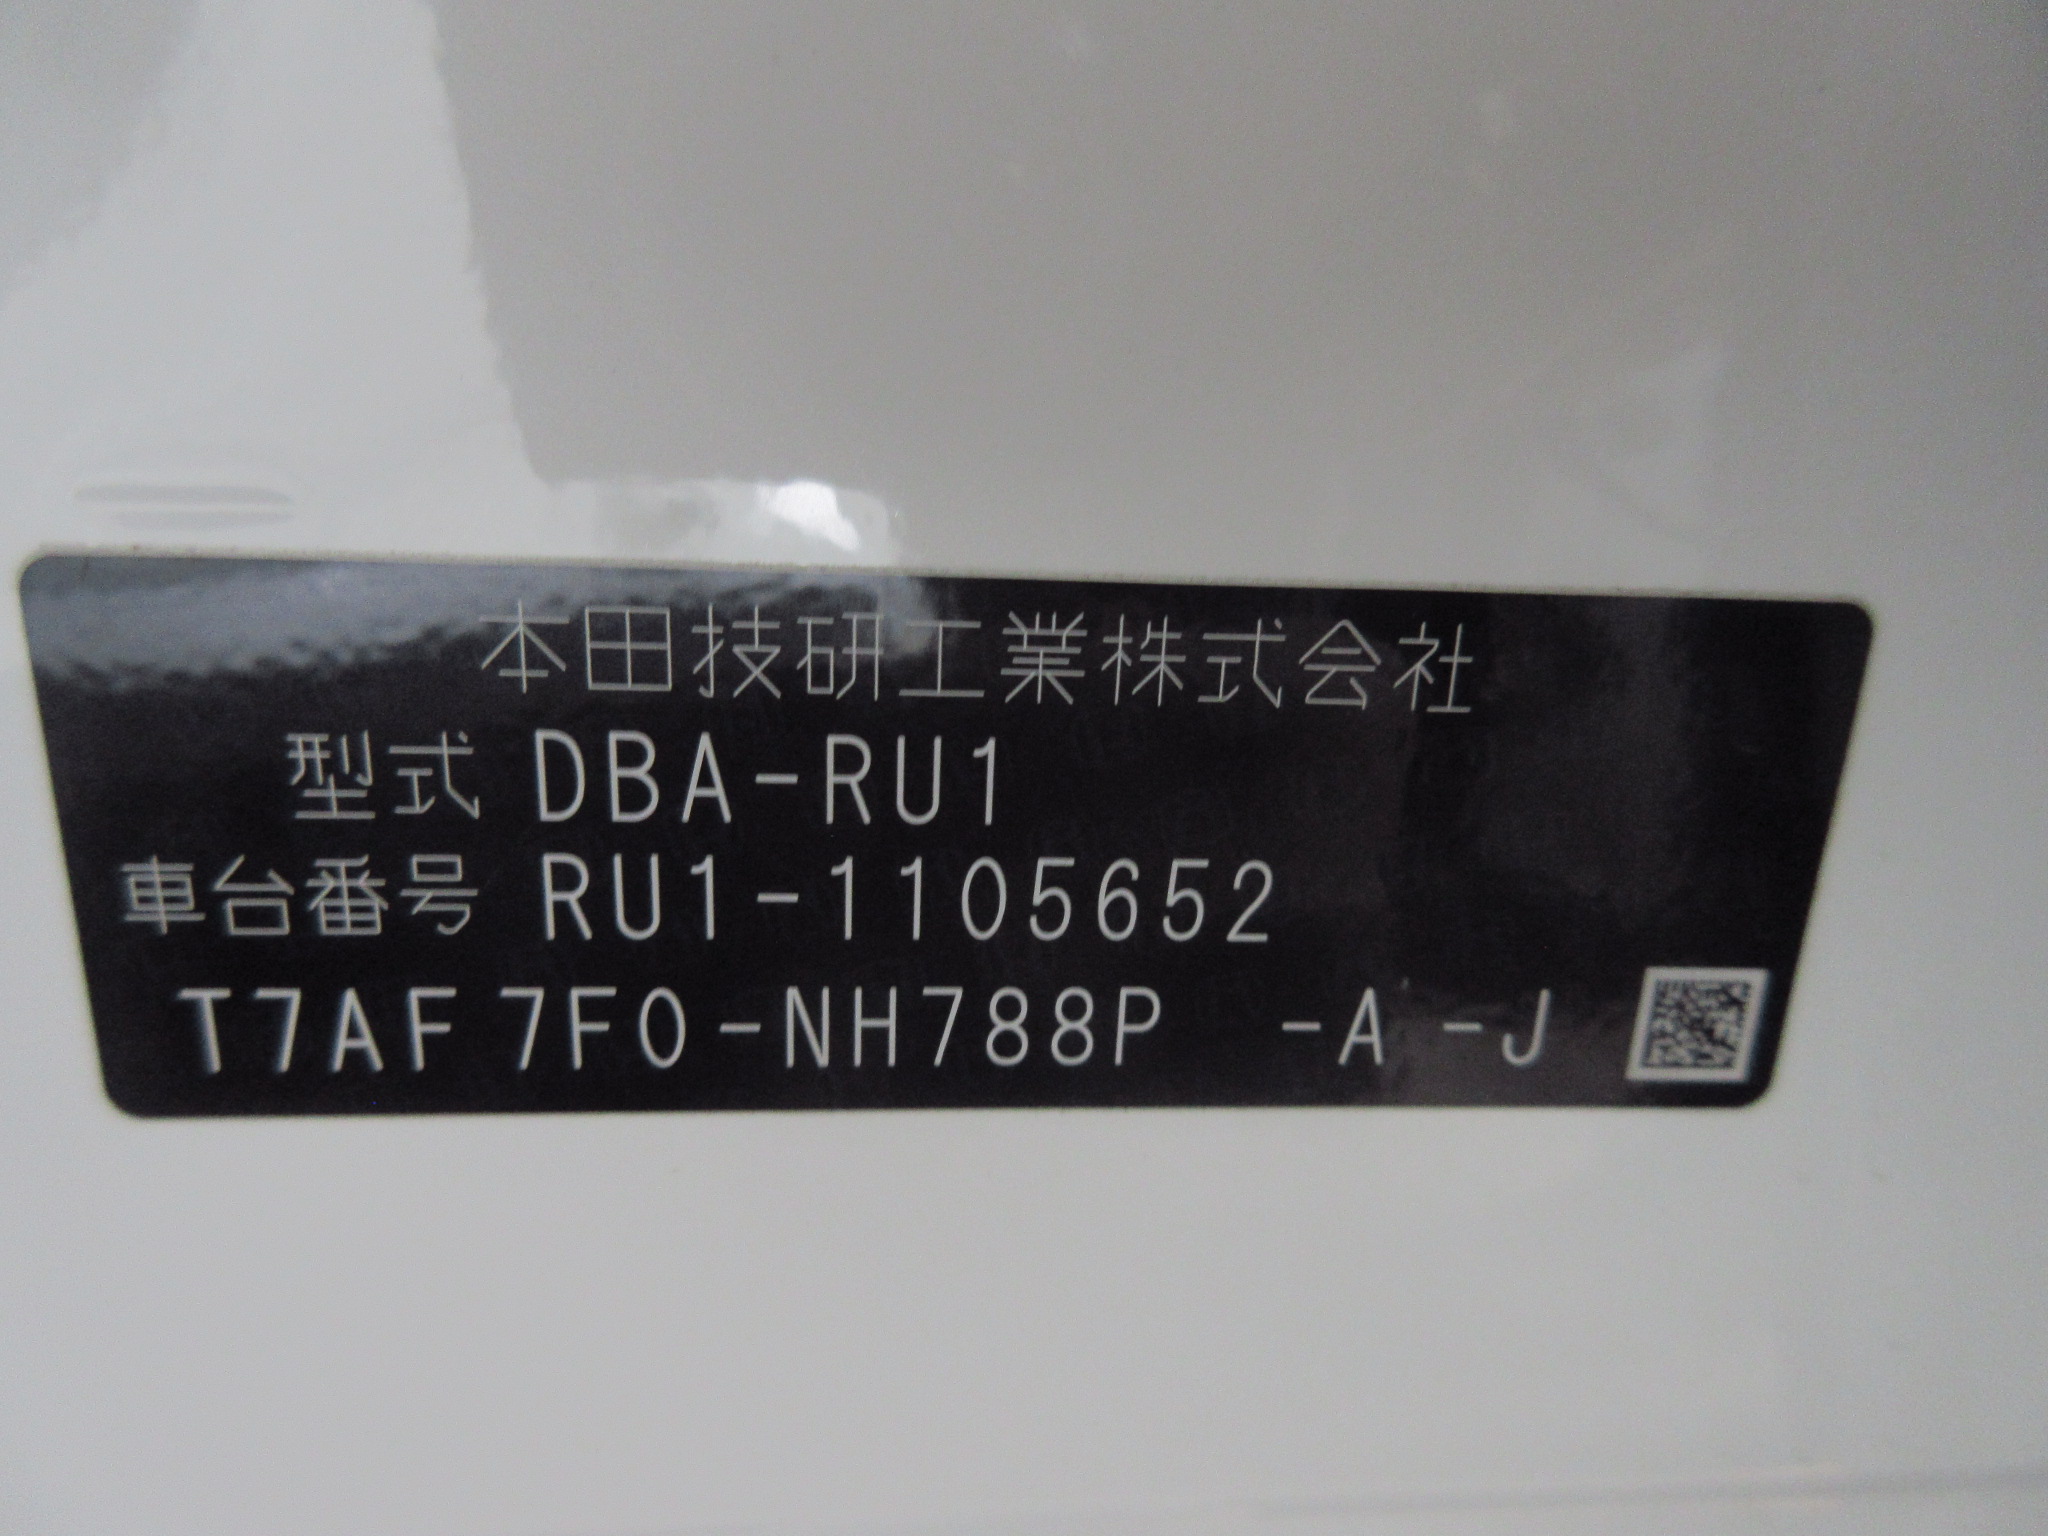 本田技研工業株式会社
型式 DBA-RU1
車台番号 RU1-1105652
T7AF 7F0-NH788P -A -J